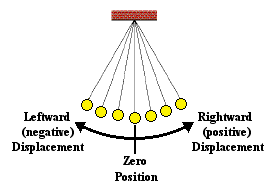 Leftward
(negative)
Displacement
Rightward
(positive)
Displacement
Zero
Position